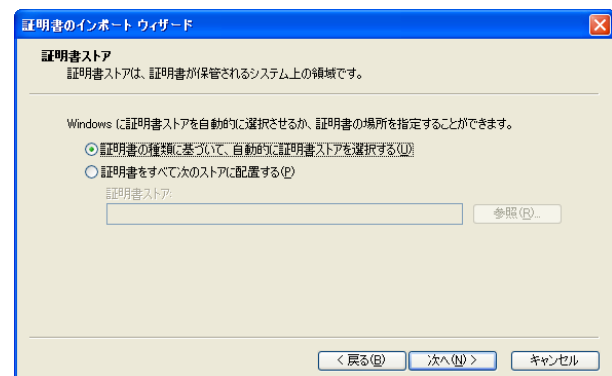 証明書のインポート ウィザード
証明書ストア
証明書ストアは、証明書が保管されるシステム上の領域です。
Windows に証明書ストアを自動的に選択させるか、証明書の場所を指定することができます。
証明書の種類に基づいて、自動的に証明書ストアを選択する(U)
証明書をすべて次のストアに配置する(P)
証明書ストア:
参照(R)...
< 戻る(B)
次へ(N) >
キャンセル